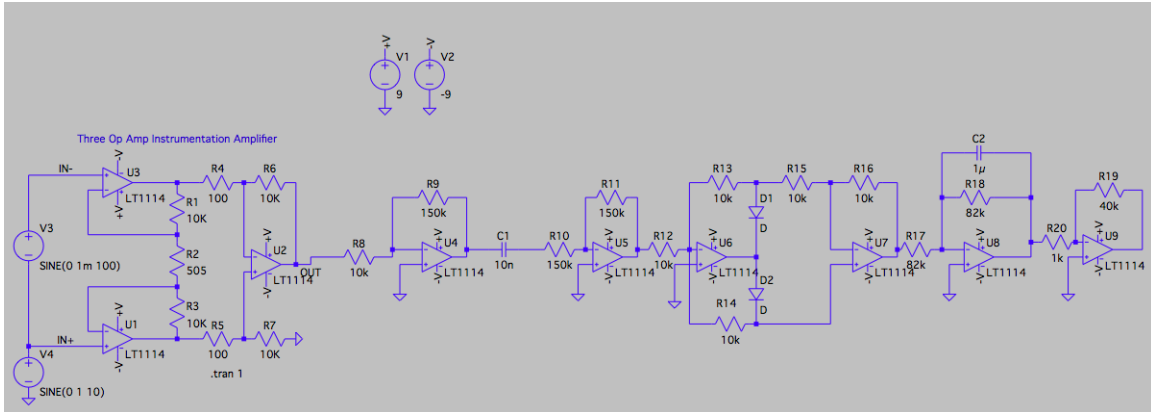 +V
V1
9
-V
V2
-9
Three Op Amp Instrumentation Amplifier
IN-
-V
U3
+V
LT1114
R4
100
R6
10K
R1
10K
R2
505
R3
10K
V3
SINE(0 1m 100)
+V
U2
-V
OUT
LT1114
IN+
+V
U1
-V
LT1114
R5
100
R7
10K
V4
SINE(0 1 10)
.tran 1
R8
10k
R9
150k
+V
U4
-V
LT1114
C1
10n
R10
150k
R11
150k
+V
U5
-V
LT1114
R12
10k
R13
10k
+V
U6
-V
LT1114
R14
10k
D1
D
D2
D
R15
10k
R16
10k
+V
U7
-V
LT1114
R17
82k
C2
1µ
R18
82k
+V
U8
-V
LT1114
R20
1k
R19
40k
+V
U9
-V
LT1114